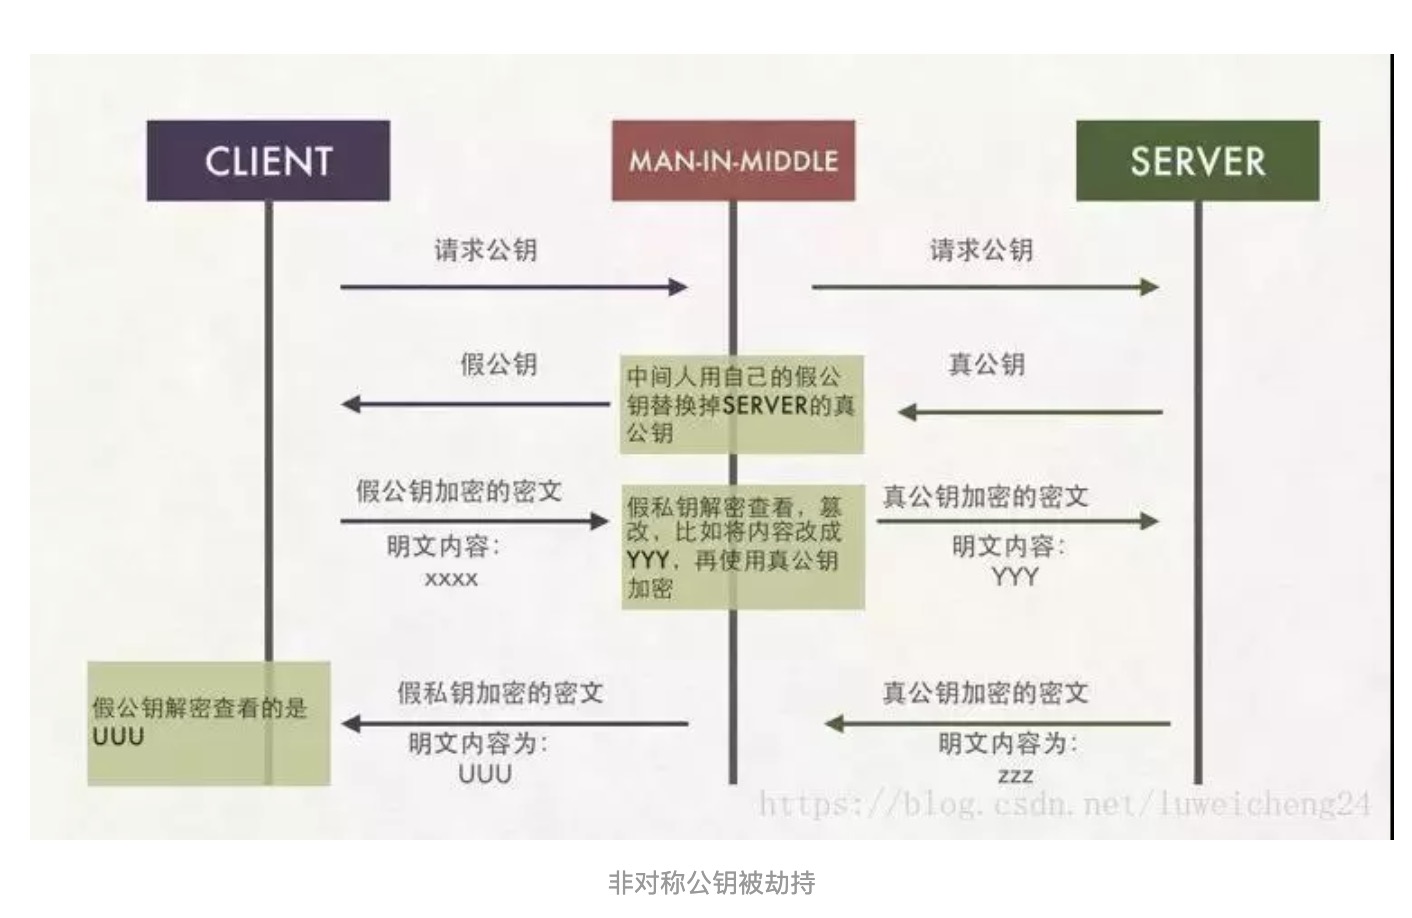 CLIENT
MAN-IN-MIDDLE
SERVER
请求公钥
请求公钥
假公钥
中间人用自己的假公
钥替换掉SERVER的真
公钥
真公钥
假公钥加密的密文
明文内容：
xxxx
假私钥解密查看，篡
改，比如将内容改成
YYY，再使用真公钥
加密
真公钥加密的密文
明文内容：
YYY
假公钥解密查看的是
UUU
假私钥加密的密文
明文内容为：
UUU
真公钥加密的密文
明文内容为：
zzz
https://blog.csdn.net/luweicheng24
非对称公钥被劫持